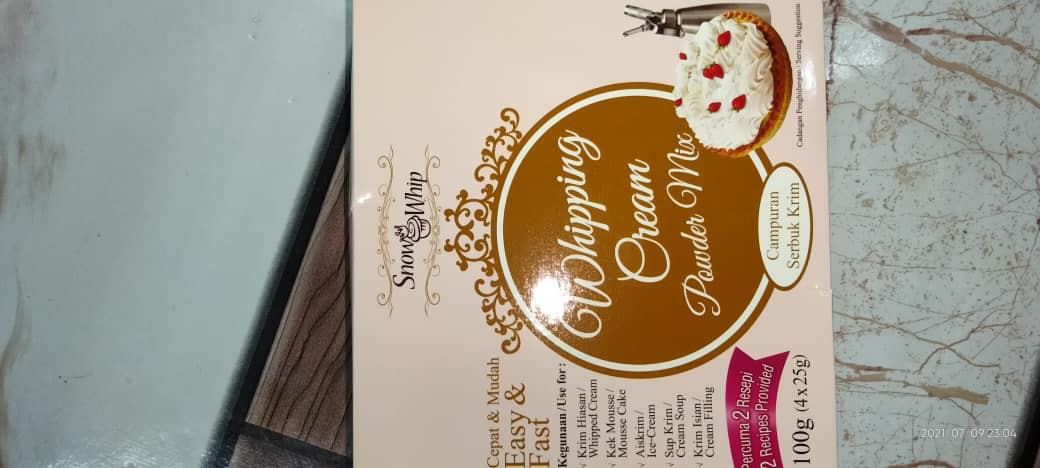 Snow Whip
Whipping
Cream
Powder Mix
Campuran
Serbuk Krim
Cadangan Penghidangan / Serving Suggestion
Cepat & Mudah
Easy &
Fast
Kegunaan/Use for:
√ Krim Hiasan/
Whipped Cream
√ Kek Mousse/
Mousse Cake
√ Aiskrim/
Ice-Cream
√ Sup Krim/
Cream Soup
√ Krim Isian/
Cream Filling
Percuma 2 Resepi
2 Recipes Provided
100g (4 x 25g)
2021 07 09 23:04